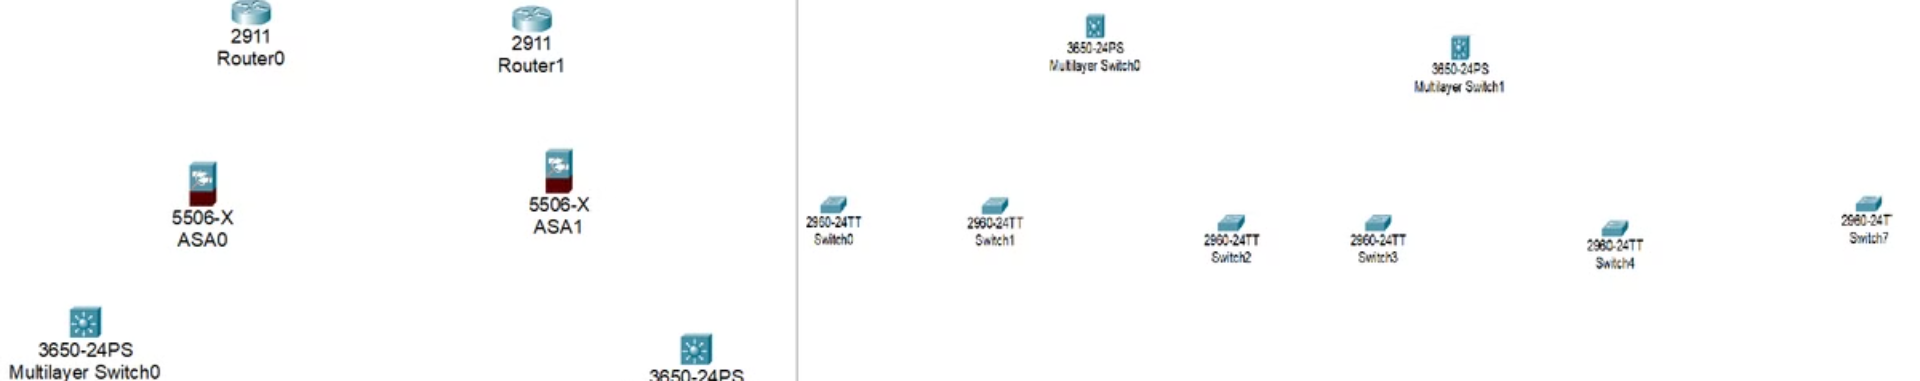 2911
Router0
2911
Router1
5506-X
ASA0
5506-X
ASA1
3650-24PS
Multilayer Switch0
3650-24PS
3650-24PS
Multilayer Switch0
3650-24PS
Multilayer Switch1
2960-24TT
Switch0
2960-24TT
Switch1
2960-24TT
Switch2
2960-24TT
Switch3
2960-24TT
Switch4
2960-24T
Switch7